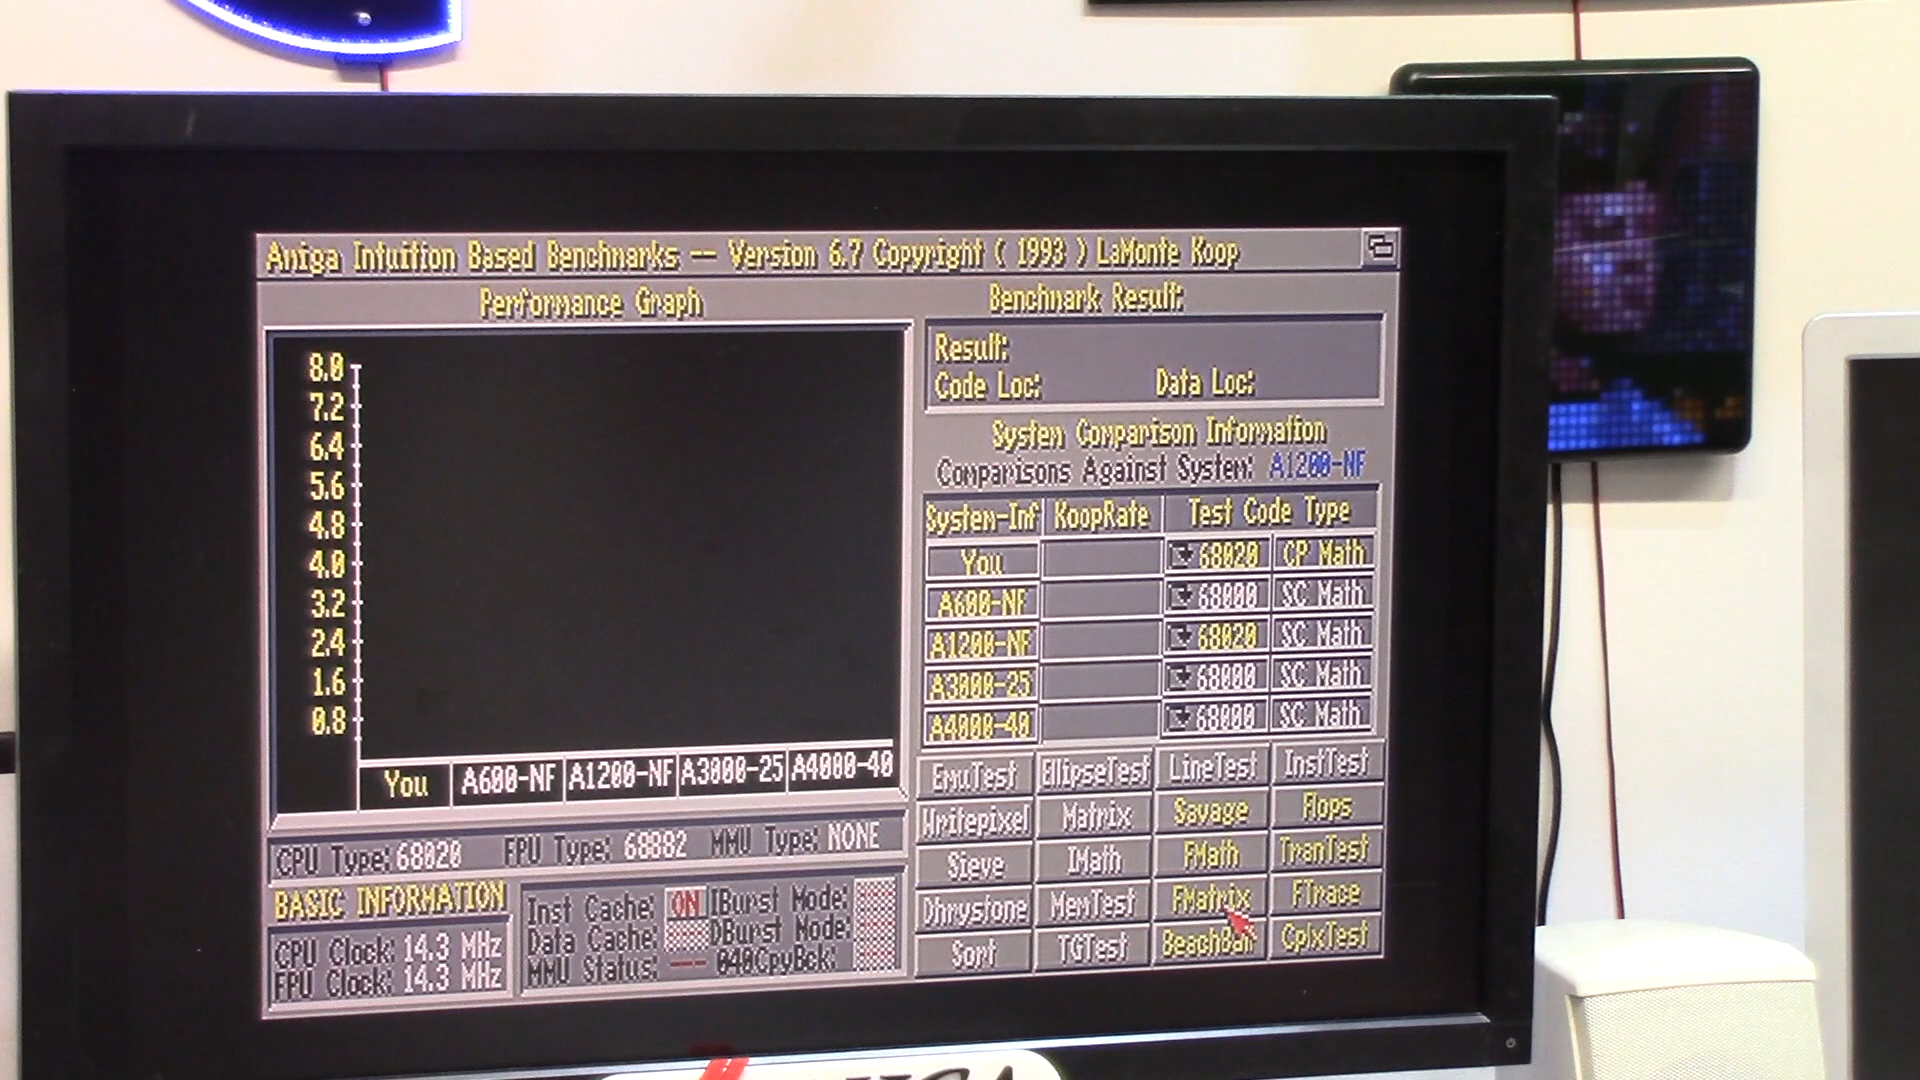 Amiga Intuition Based Benchmarks -- Version 6.7 Copyright ( 1993 ) LaMonte Koop
Performance Graph
8.0
7.2
6.4
5.6
4.8
4.0
3.2
2.4
1.6
0.8
You A600-NF A1200-NF A3000-25 A4000-40
CPU Type: 68020 FPU Type: 68882 MMU Type: NONE
BASIC INFORMATION
CPU Clock: 14.3 MHz
FPU Clock: 14.3 MHz
Inst Cache: ON IBurst Mode:
Data Cache: DBurst Mode:
MMU Status: --- 040CpyBck:
Benchmark Result:
Result:
Code Loc: Data Loc:
System Comparison Information
Comparisons Against System: A1200-NF
System-Inf KoopRate Test Code Type
You 68020 CP Math
A600-NF 68000 SC Math
A1200-NF 68020 SC Math
A3000-25 68000 SC Math
A4000-40 68000 SC Math
EmuTest EllipseTest LineTest InstTest
Writepixel Matrix Savage Flops
Sieve IMath FMath TranTest
Dhrystone MemTest FMatrix FTrace
Sort TGTest BeachBall CplxTest